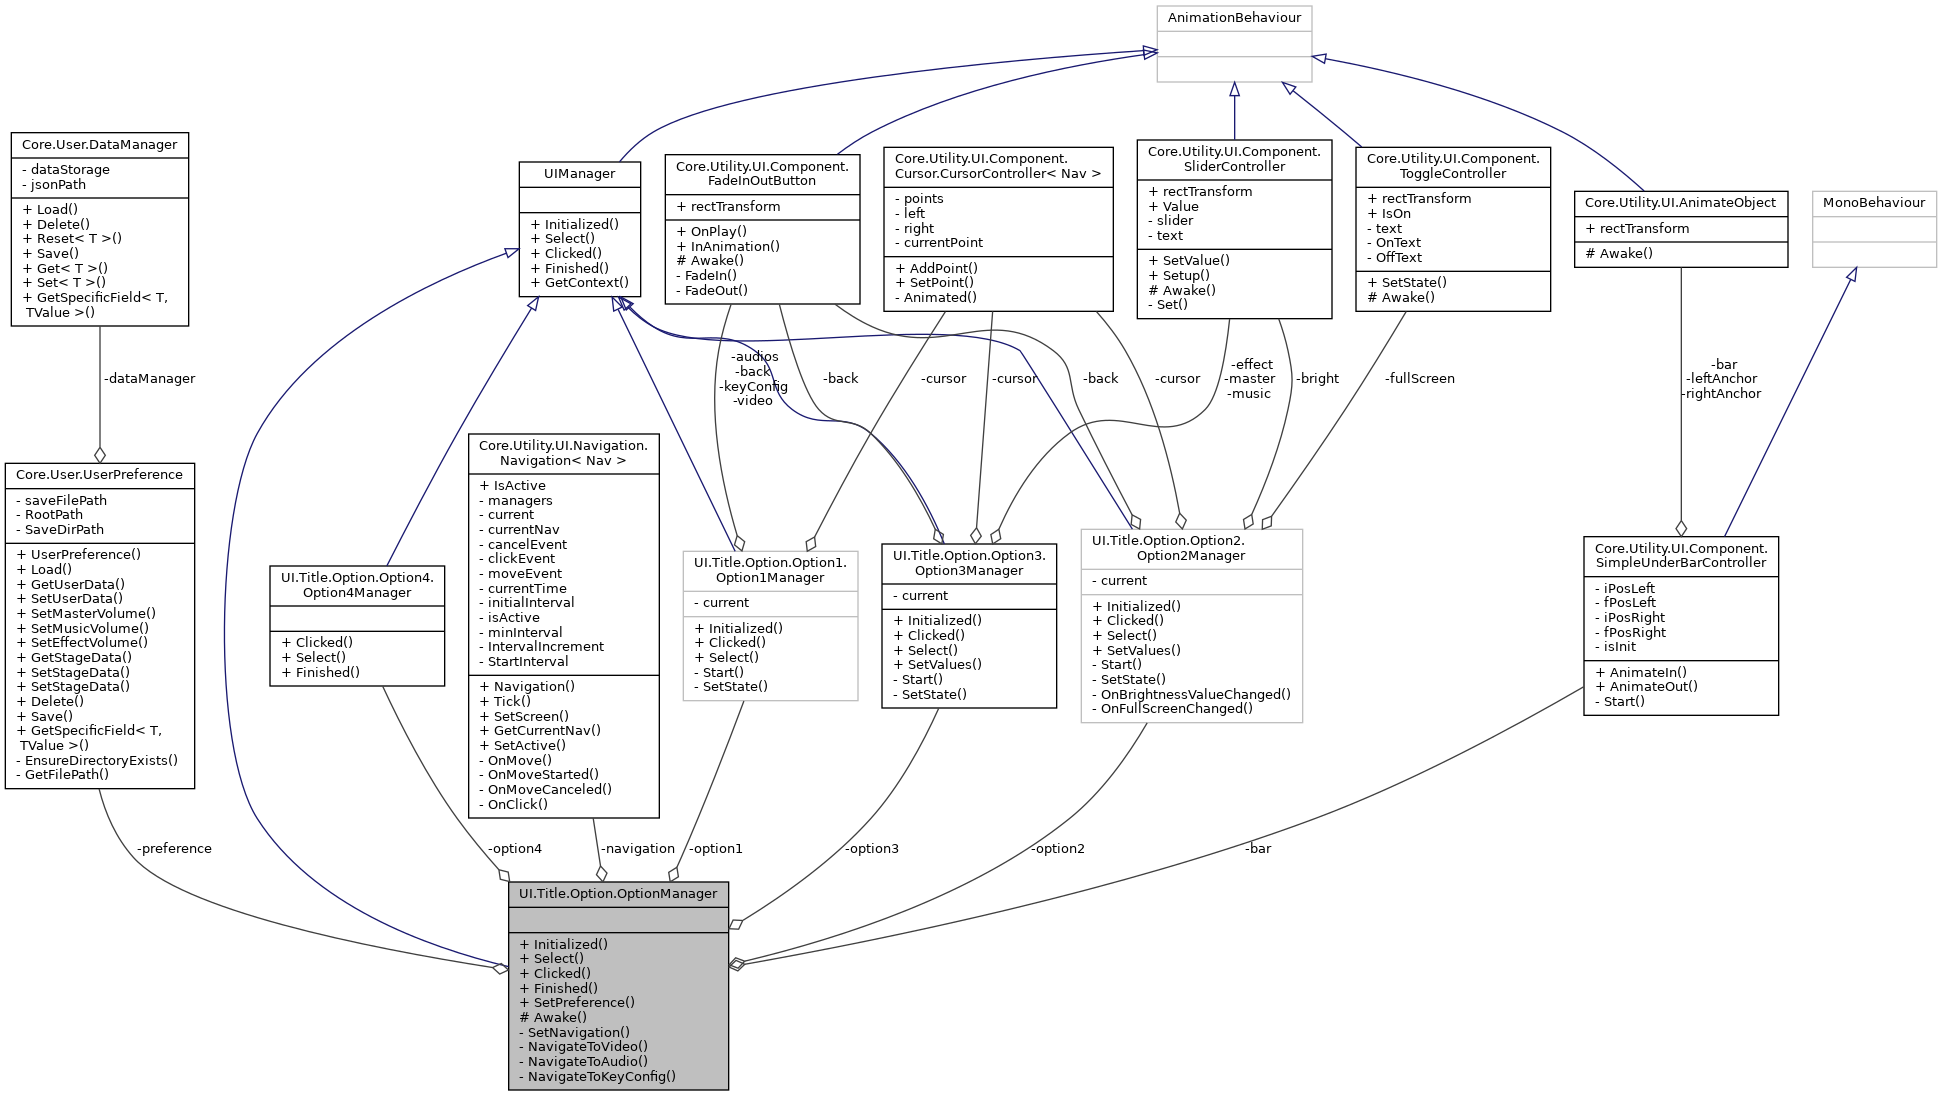 AnimationBehaviour
Core.User.DataManager
- dataStorage
- jsonPath
+ Load()
+ Delete()
+ Reset< T >()
+ Save()
+ Get< T >()
+ Set< T >()
+ GetSpecificField< T,
TValue >()
UIManager
+ Initialized()
+ Select()
+ Clicked()
+ Finished()
+ GetContext()
Core.Utility.UI.Component.
FadeInOutButton
+ rectTransform
+ OnPlay()
+ InAnimation()
# Awake()
- FadeIn()
- FadeOut()
Core.Utility.UI.Component.
Cursor.CursorController< Nav >
- points
- left
- right
- currentPoint
+ AddPoint()
+ SetPoint()
- Animated()
Core.Utility.UI.Component.
SliderController
+ rectTransform
+ Value
- slider
- text
+ SetValue()
+ Setup()
# Awake()
- Set()
Core.Utility.UI.Component.
ToggleController
+ rectTransform
+ IsOn
- text
- OnText
- OffText
+ SetState()
# Awake()
Core.Utility.UI.AnimateObject
+ rectTransform
# Awake()
MonoBehaviour
-dataManager
-audios
-back
-keyConfig
-video
-back
-cursor
-cursor
-back
-cursor
-effect
-master
-music
-bright
-fullScreen
-bar
-leftAnchor
-rightAnchor
Core.User.UserPreference
- saveFilePath
- RootPath
- SaveDirPath
+ UserPreference()
+ Load()
+ GetUserData()
+ SetUserData()
+ SetMasterVolume()
+ SetMusicVolume()
+ SetEffectVolume()
+ GetStageData()
+ SetStageData()
+ SetStageData()
+ Delete()
+ Save()
+ GetSpecificField< T,
TValue >()
- EnsureDirectoryExists()
- GetFilePath()
UI.Title.Option.Option4.
Option4Manager
+ Clicked()
+ Select()
+ Finished()
Core.Utility.UI.Navigation.
Navigation< Nav >
+ IsActive
- managers
- current
- currentNav
- cancelEvent
- clickEvent
- moveEvent
- currentTime
- initialInterval
- isActive
- minInterval
- IntervalIncrement
- StartInterval
+ Navigation()
+ Tick()
+ SetScreen()
+ GetCurrentNav()
+ SetActive()
- OnMove()
- OnMoveStarted()
- OnMoveCanceled()
- OnClick()
UI.Title.Option.Option1.
Option1Manager
- current
+ Initialized()
+ Clicked()
+ Select()
- Start()
- SetState()
UI.Title.Option.Option3.
Option3Manager
- current
+ Initialized()
+ Clicked()
+ Select()
+ SetValues()
- Start()
- SetState()
UI.Title.Option.Option2.
Option2Manager
- current
+ Initialized()
+ Clicked()
+ Select()
+ SetValues()
- Start()
- SetState()
- OnBrightnessValueChanged()
- OnFullScreenChanged()
Core.Utility.UI.Component.
SimpleUnderBarController
- iPosLeft
- fPosLeft
- iPosRight
- fPosRight
- isInit
+ AnimateIn()
+ AnimateOut()
- Start()
-preference
-option4
-navigation
-option1
-option3
-option2
-bar
UI.Title.Option.OptionManager
+ Initialized()
+ Select()
+ Clicked()
+ Finished()
+ SetPreference()
# Awake()
- SetNavigation()
- NavigateToVideo()
- NavigateToAudio()
- NavigateToKeyConfig()